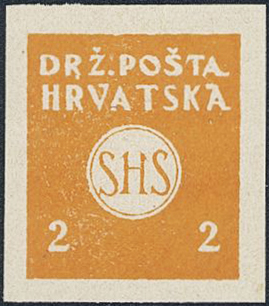 DRŽ. POŠTA
HRVATSKA
SHS
2 2